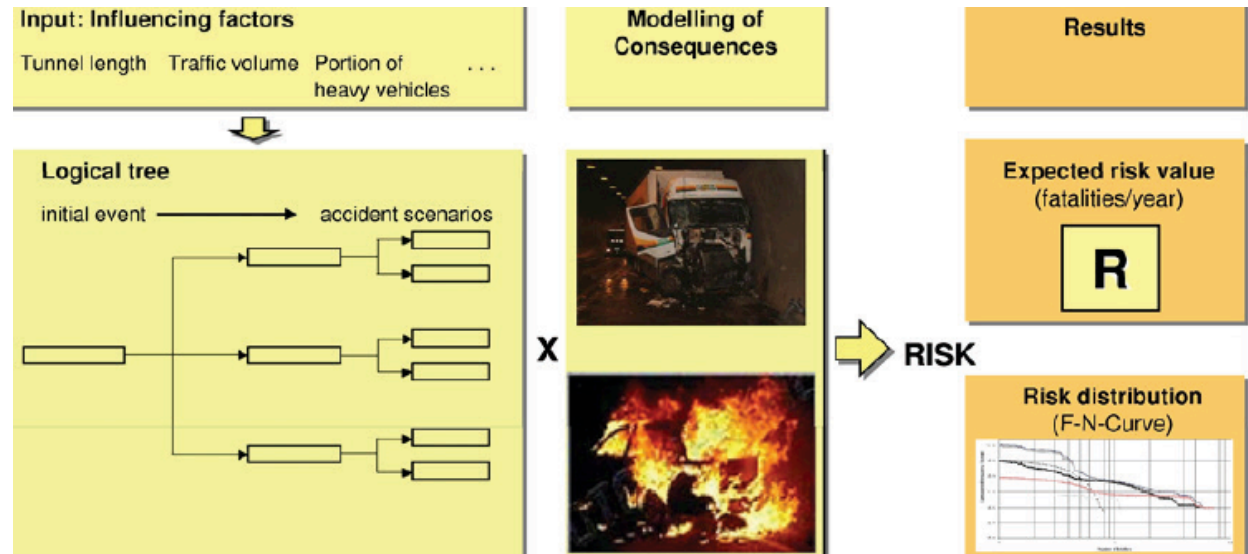 Input: Influencing factors
Tunnel length Traffic volume Portion of heavy vehicles ...
Logical tree
initial event accident scenarios
Modelling of
Consequences
X
RISK
Results
Expected risk value
(fatalities/year)
R
Risk distribution
(F-N-Curve)